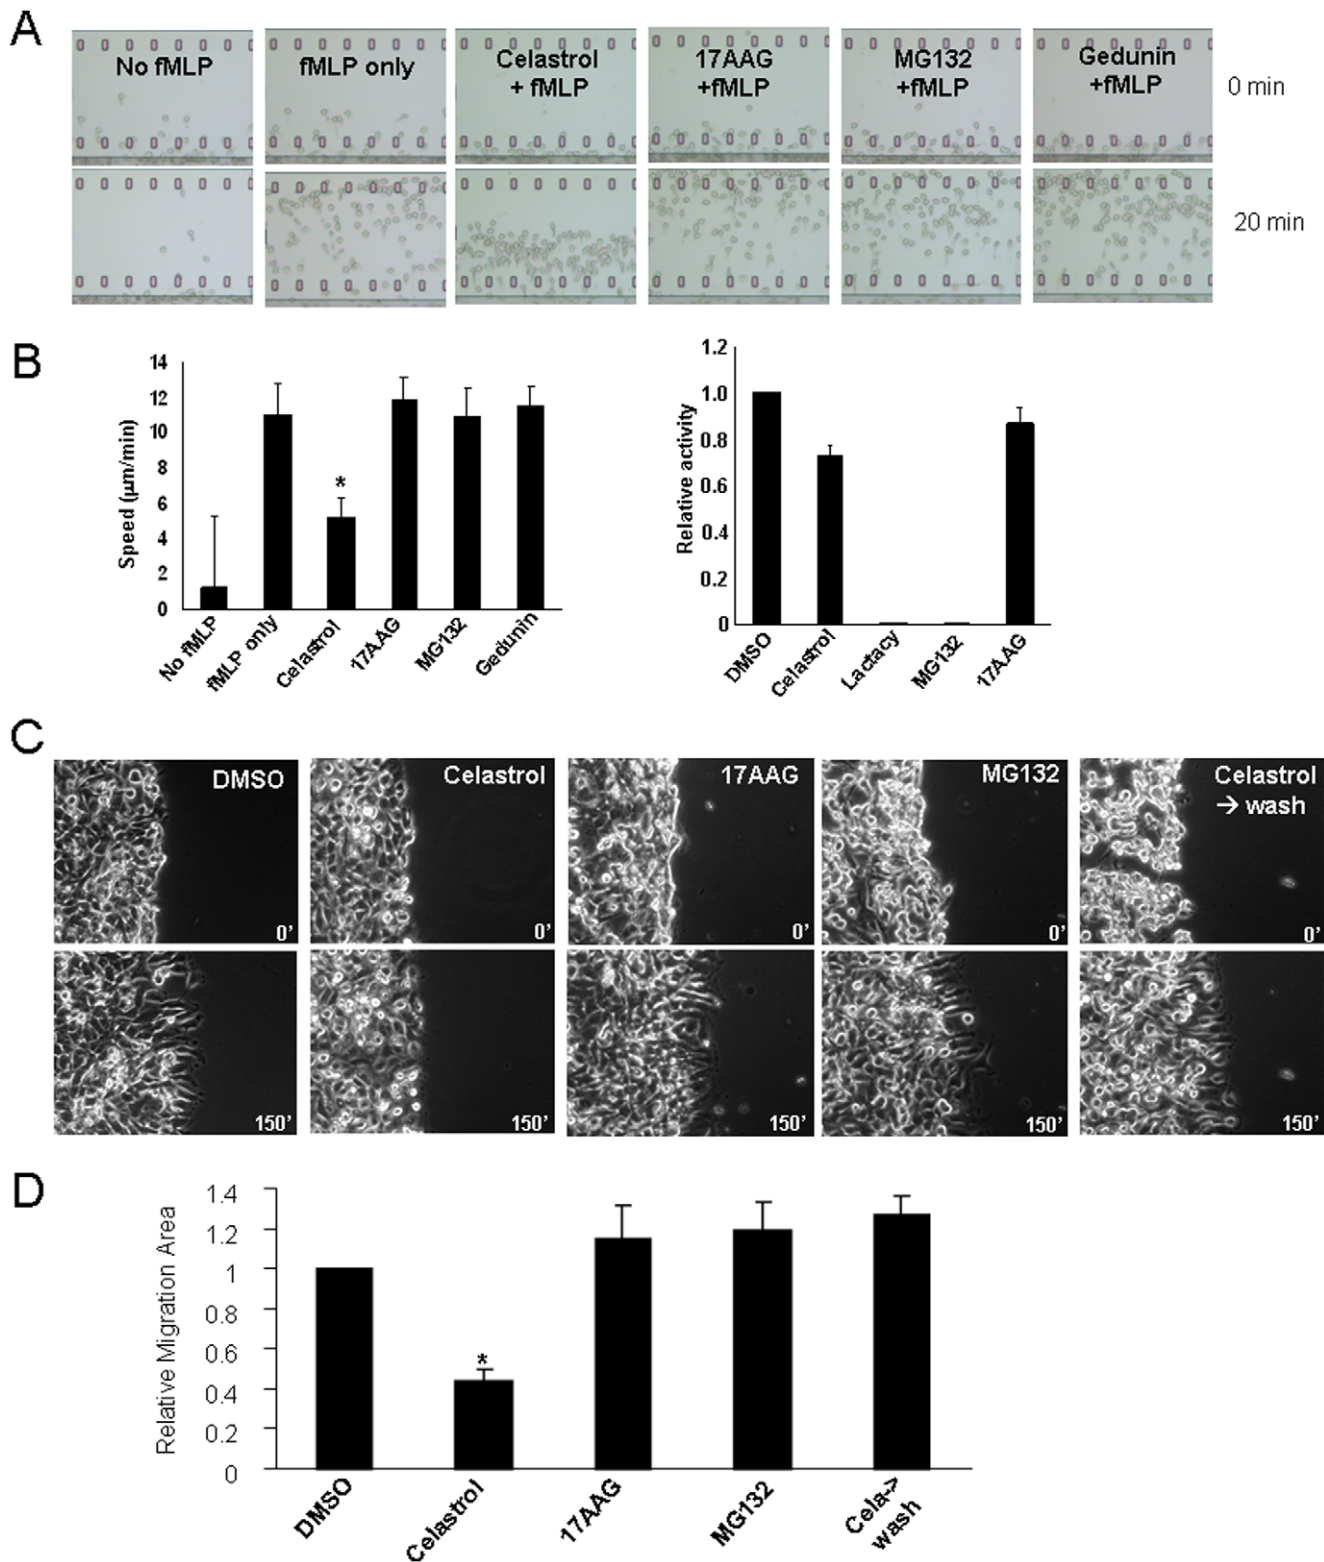 A
No fMLP
fMLP only
Celastrol
+ fMLP
17AAG
+fMLP
MG132
+fMLP
Gedunin
+fMLP
0 min
20 min
B
Speed (μm/min)
14
12
10
8
6
4
2
0
*
No fMLP
fMLP only
Celastrol
17AAG
MG132
Gedunin
Relative activity
1.2
1.0
0.8
0.6
0.4
0.2
0
DMSO
Celastrol
Lactacy
MG132
17AAG
C
DMSO
0'
Celastrol
0'
17AAG
0'
MG132
0'
Celastrol
→ wash
0'
150'
150'
150'
150'
150'
D
Relative Migration Area
1.4
1.2
1
0.8
0.6
0.4
0.2
0
*
DMSO
Celastrol
17AAG
MG132
Cela->
wash